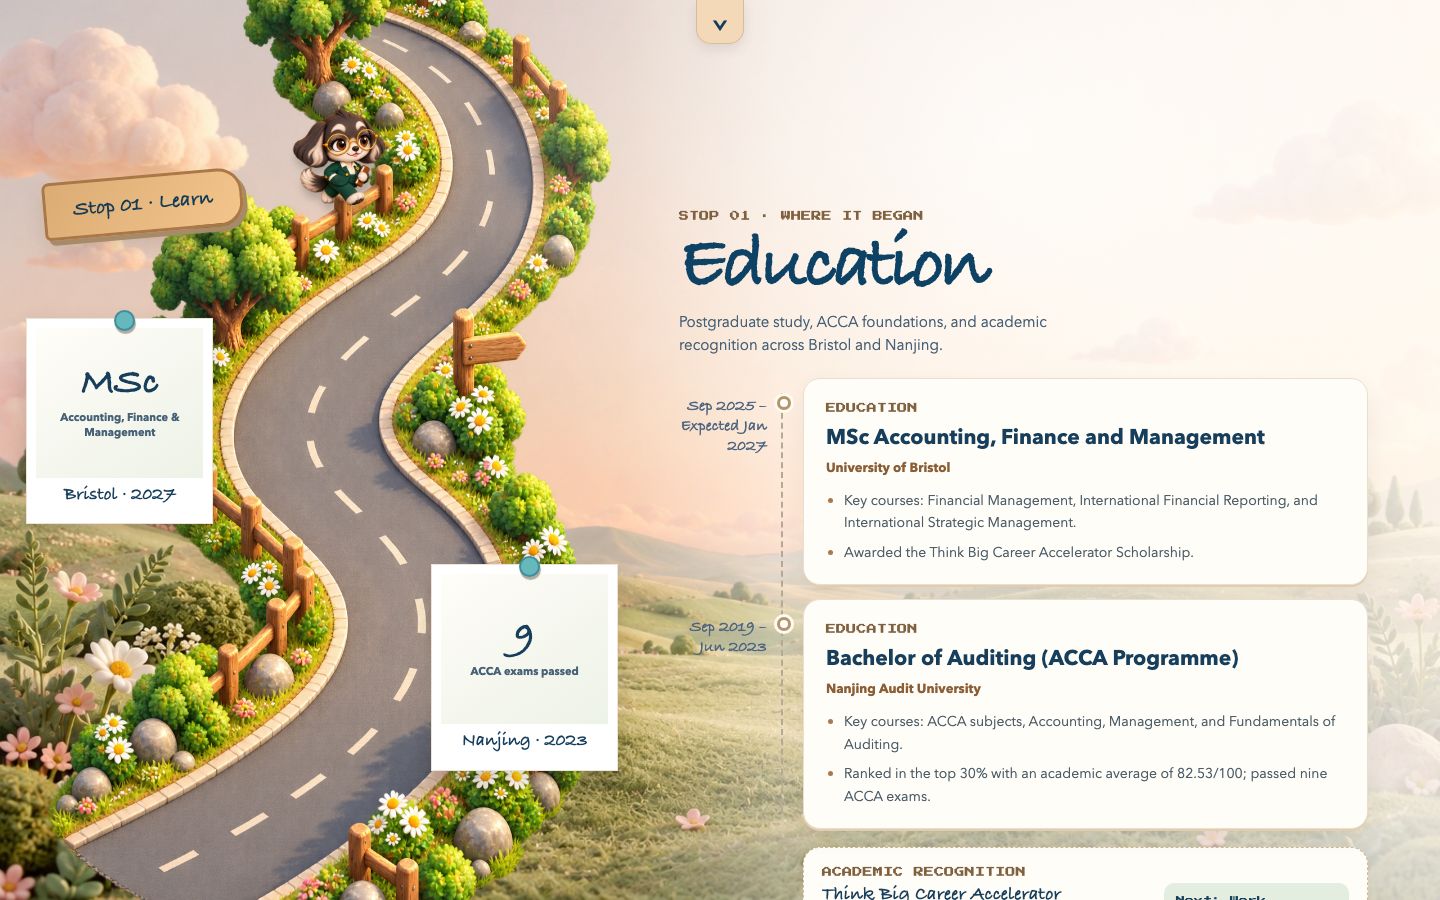 Stop 01 · Learn
MSc
Accounting, Finance &
Management
Bristol · 2027
9
ACCA exams passed
Nanjing · 2023
STOP 01 · WHERE IT BEGAN
Education
Postgraduate study, ACCA foundations, and academic
recognition across Bristol and Nanjing.
Sep 2025 –
Expected Jan
2027
EDUCATION
MSc Accounting, Finance and Management
University of Bristol
• Key courses: Financial Management, International Financial Reporting, and
International Strategic Management.
• Awarded the Think Big Career Accelerator Scholarship.
Sep 2019 –
Jun 2023
EDUCATION
Bachelor of Auditing (ACCA Programme)
Nanjing Audit University
• Key courses: ACCA subjects, Accounting, Management, and Fundamentals of
Auditing.
• Ranked in the top 30% with an academic average of 82.53/100; passed nine
ACCA exams.
ACADEMIC RECOGNITION
Think Big Career Accelerator
Next: Work